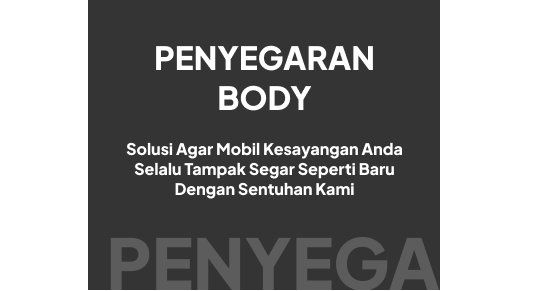 PENYEGARAN
BODY
Solusi Agar Mobil Kesayangan Anda
Selalu Tampak Segar Seperti Baru
Dengan Sentuhan Kami
PENYEGA